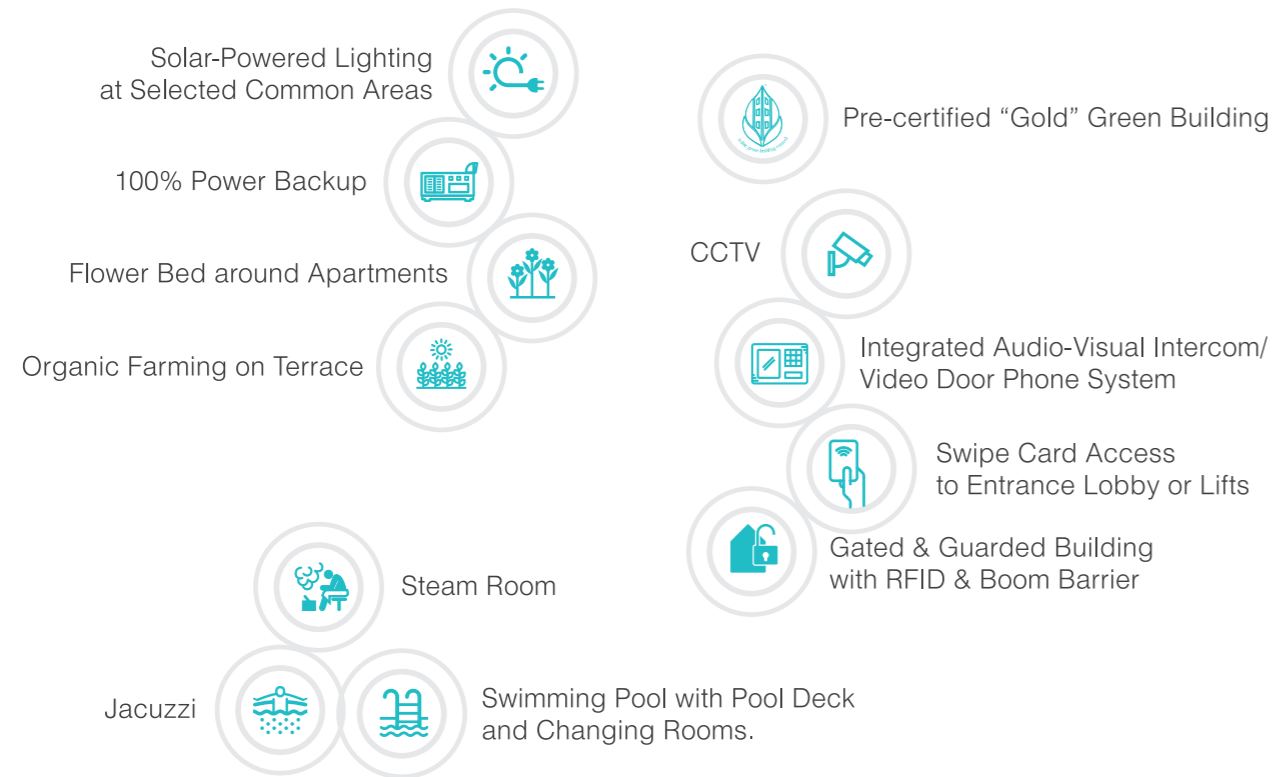 Solar-Powered Lighting
at Selected Common Areas
100% Power Backup
Flower Bed around Apartments
Organic Farming on Terrace
Pre-certified “Gold” Green Building
CCTV
Integrated Audio-Visual Intercom/
Video Door Phone System
Swipe Card Access
to Entrance Lobby or Lifts
Gated & Guarded Building
with RFID & Boom Barrier
Steam Room
Jacuzzi
Swimming Pool with Pool Deck
and Changing Rooms.